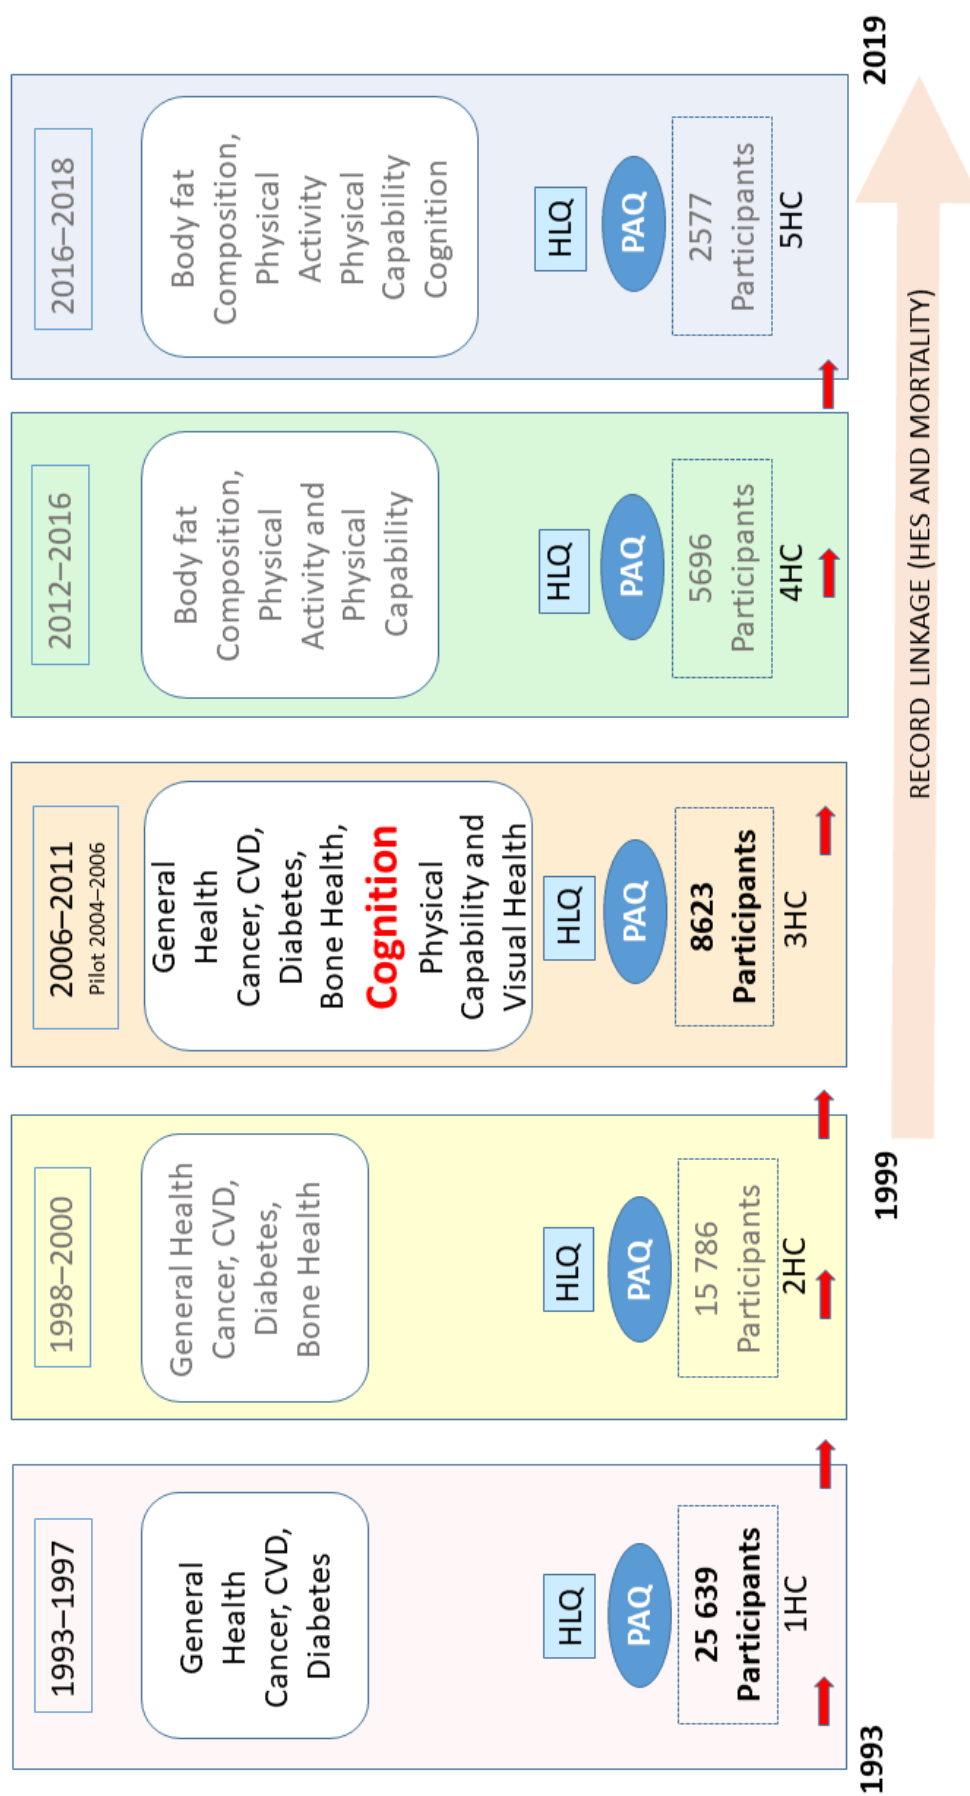 1993–1997
General
Health
Cancer, CVD,
Diabetes
HLQ
PAQ
25 639
Participants
1HC
1998–2000
General Health
Cancer, CVD,
Diabetes,
Bone Health
HLQ
PAQ
15 786
Participants
2HC
2006–2011
Pilot 2004–2006
General
Health
Cancer, CVD,
Diabetes,
Bone Health,
Cognition
Physical
Capability and
Visual Health
HLQ
PAQ
8623
Participants
3HC
2012–2016
Body fat
Composition,
Physical
Activity and
Physical
Capability
HLQ
PAQ
5696
Participants
4HC
2016–2018
Body fat
Composition,
Physical
Activity
Physical
Capability
Cognition
HLQ
PAQ
2577
Participants
5HC
1993
1999
2019
RECORD LINKAGE (HES AND MORTALITY)